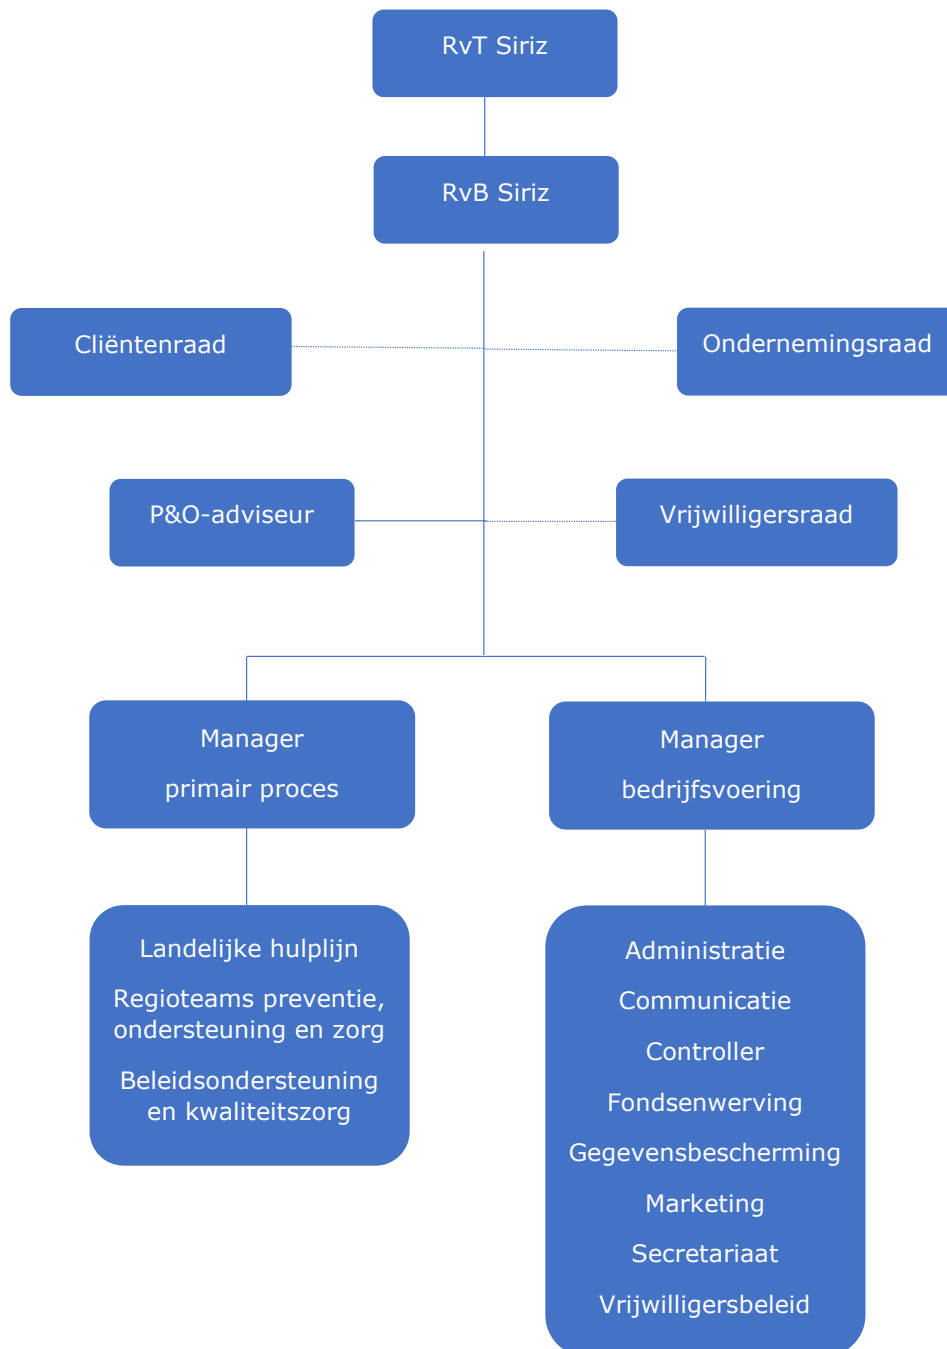 RvT Siriz
RvB Siriz
Cliëntenraad
Ondernemingsraad
P&O-adviseur
Vrijwilligersraad
Manager
primair proces
Manager
bedrijfsvoering
Landelijke hulplijn
Regioteams preventie,
ondersteuning en zorg
Beleidsondersteuning
en kwaliteitszorg
Administratie
Communicatie
Controller
Fondsenwerving
Gegevensbescherming
Marketing
Secretariaat
Vrijwilligersbeleid